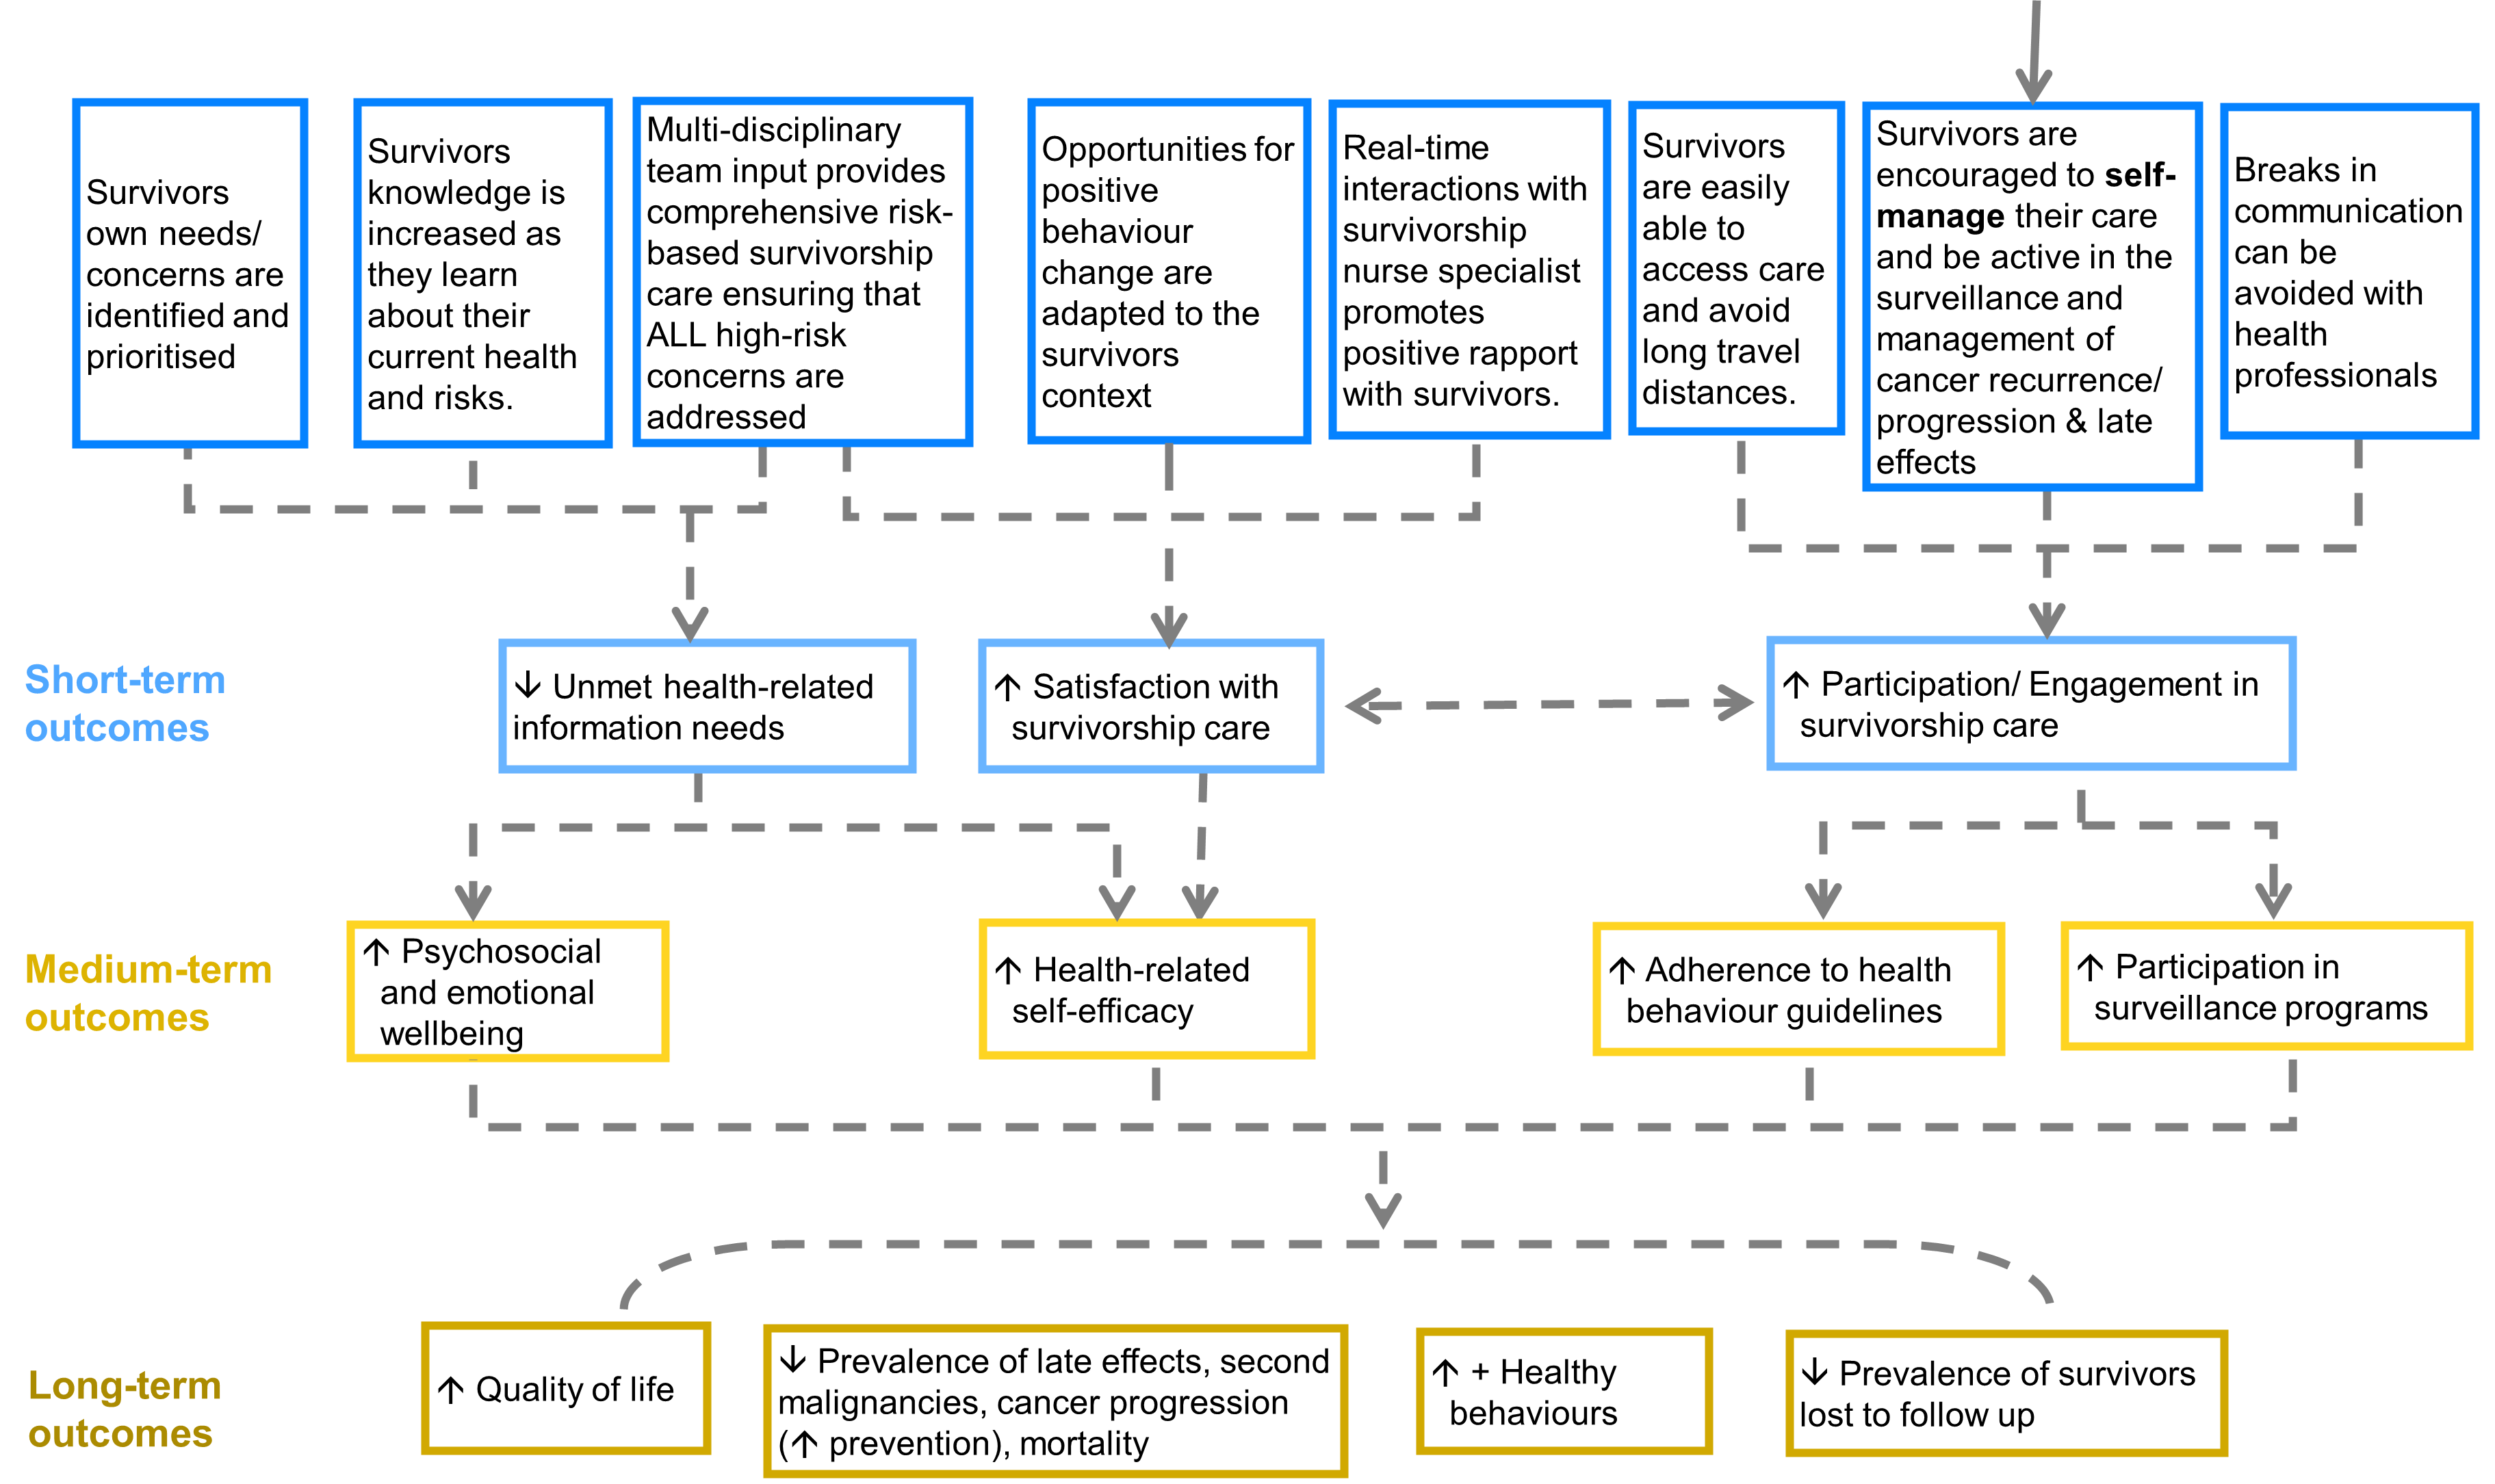 Survivors
own needs/
concerns are
identified and
prioritised
Survivors
knowledge is
increased as
they learn
about their
current health
and risks.
Multi-disciplinary
team input provides
comprehensive risk-
based survivorship
care ensuring that
ALL high-risk
concerns are
addressed
Opportunities for
positive
behaviour
change are
adapted to the
survivors
context
Real-time
interactions with
survivorship
nurse specialist
promotes
positive rapport
with survivors.
Survivors
are easily
able to
access care
and avoid
long travel
distances.
Survivors are
encouraged to self-
manage their care
and be active in the
surveillance and
management of
cancer recurrence/
progression & late
effects
Breaks in
communication
can be
avoided with
health
professionals
Short-term
outcomes
↓ Unmet health-related
information needs
↑ Satisfaction with
survivorship care
↑ Participation/ Engagement in
survivorship care
Medium-term
outcomes
↑ Psychosocial
and emotional
wellbeing
↑ Health-related
self-efficacy
↑ Adherence to health
behaviour guidelines
↑ Participation in
surveillance programs
Long-term
outcomes
↑ Quality of life
↓ Prevalence of late effects, second
malignancies, cancer progression
(↑ prevention), mortality
↑ + Healthy
behaviours
↓ Prevalence of survivors
lost to follow up